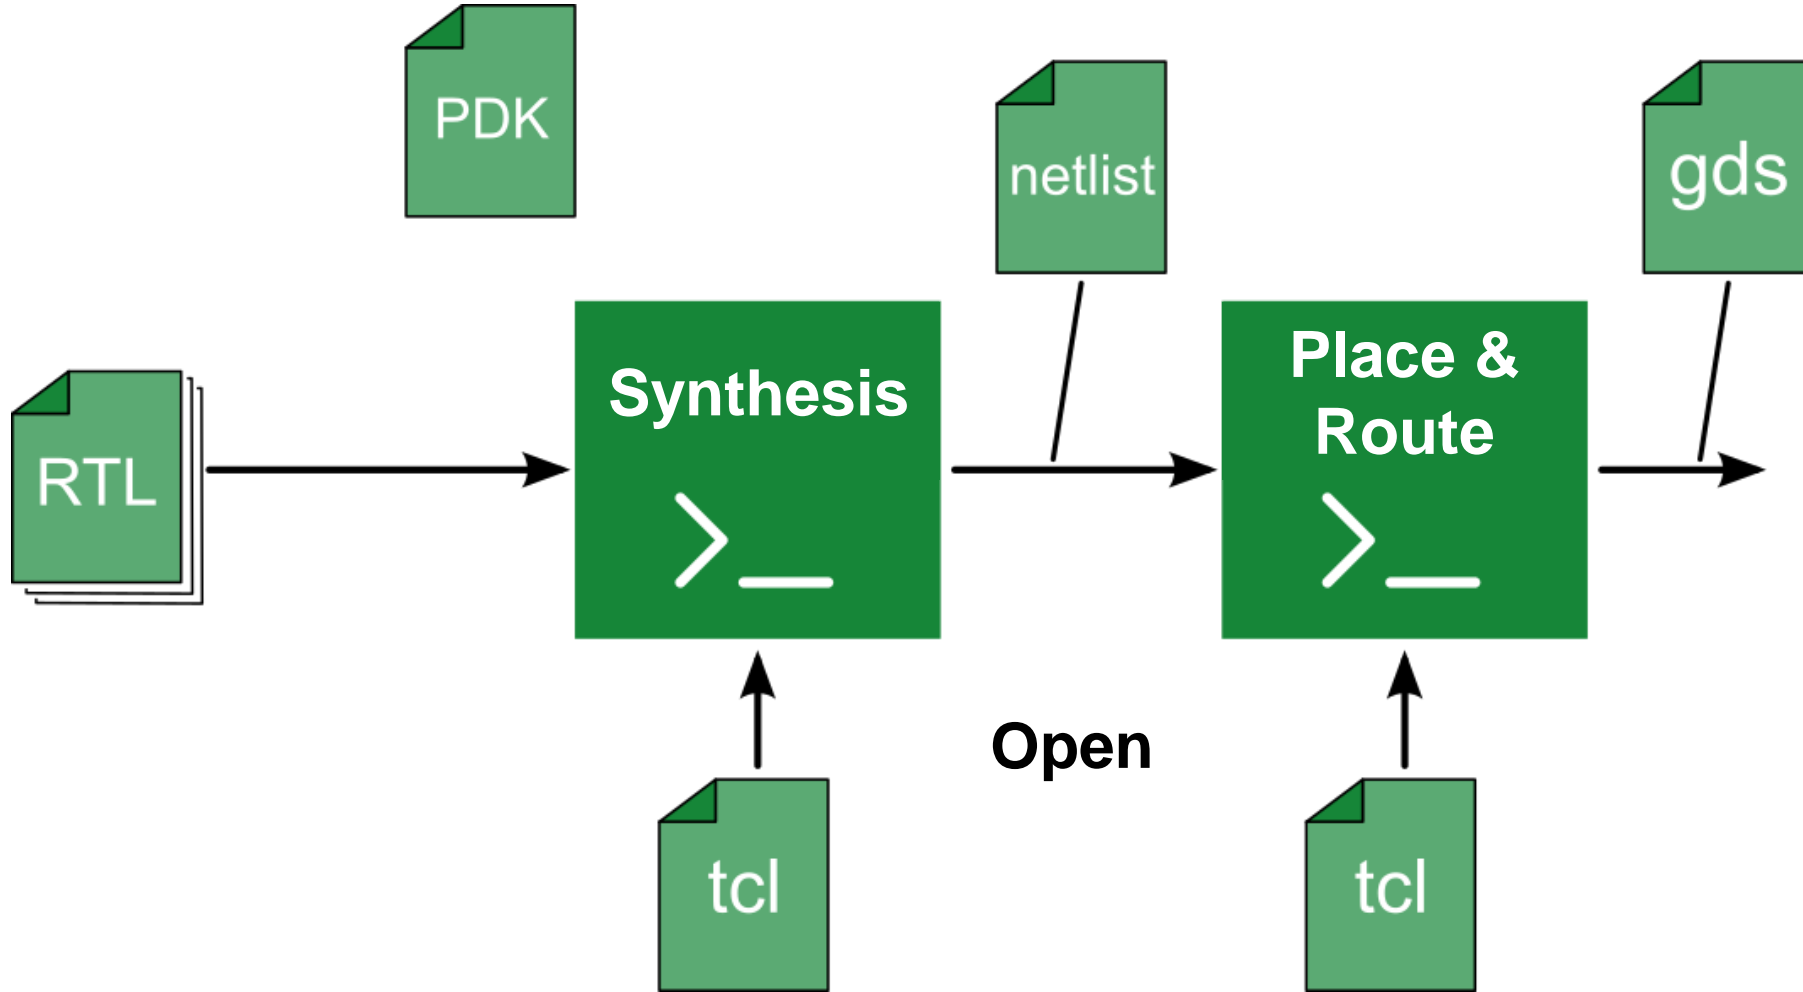 PDK
netlist
gds
Synthesis
Place &
Route
RTL
>_
>_
Open
tcl
tcl